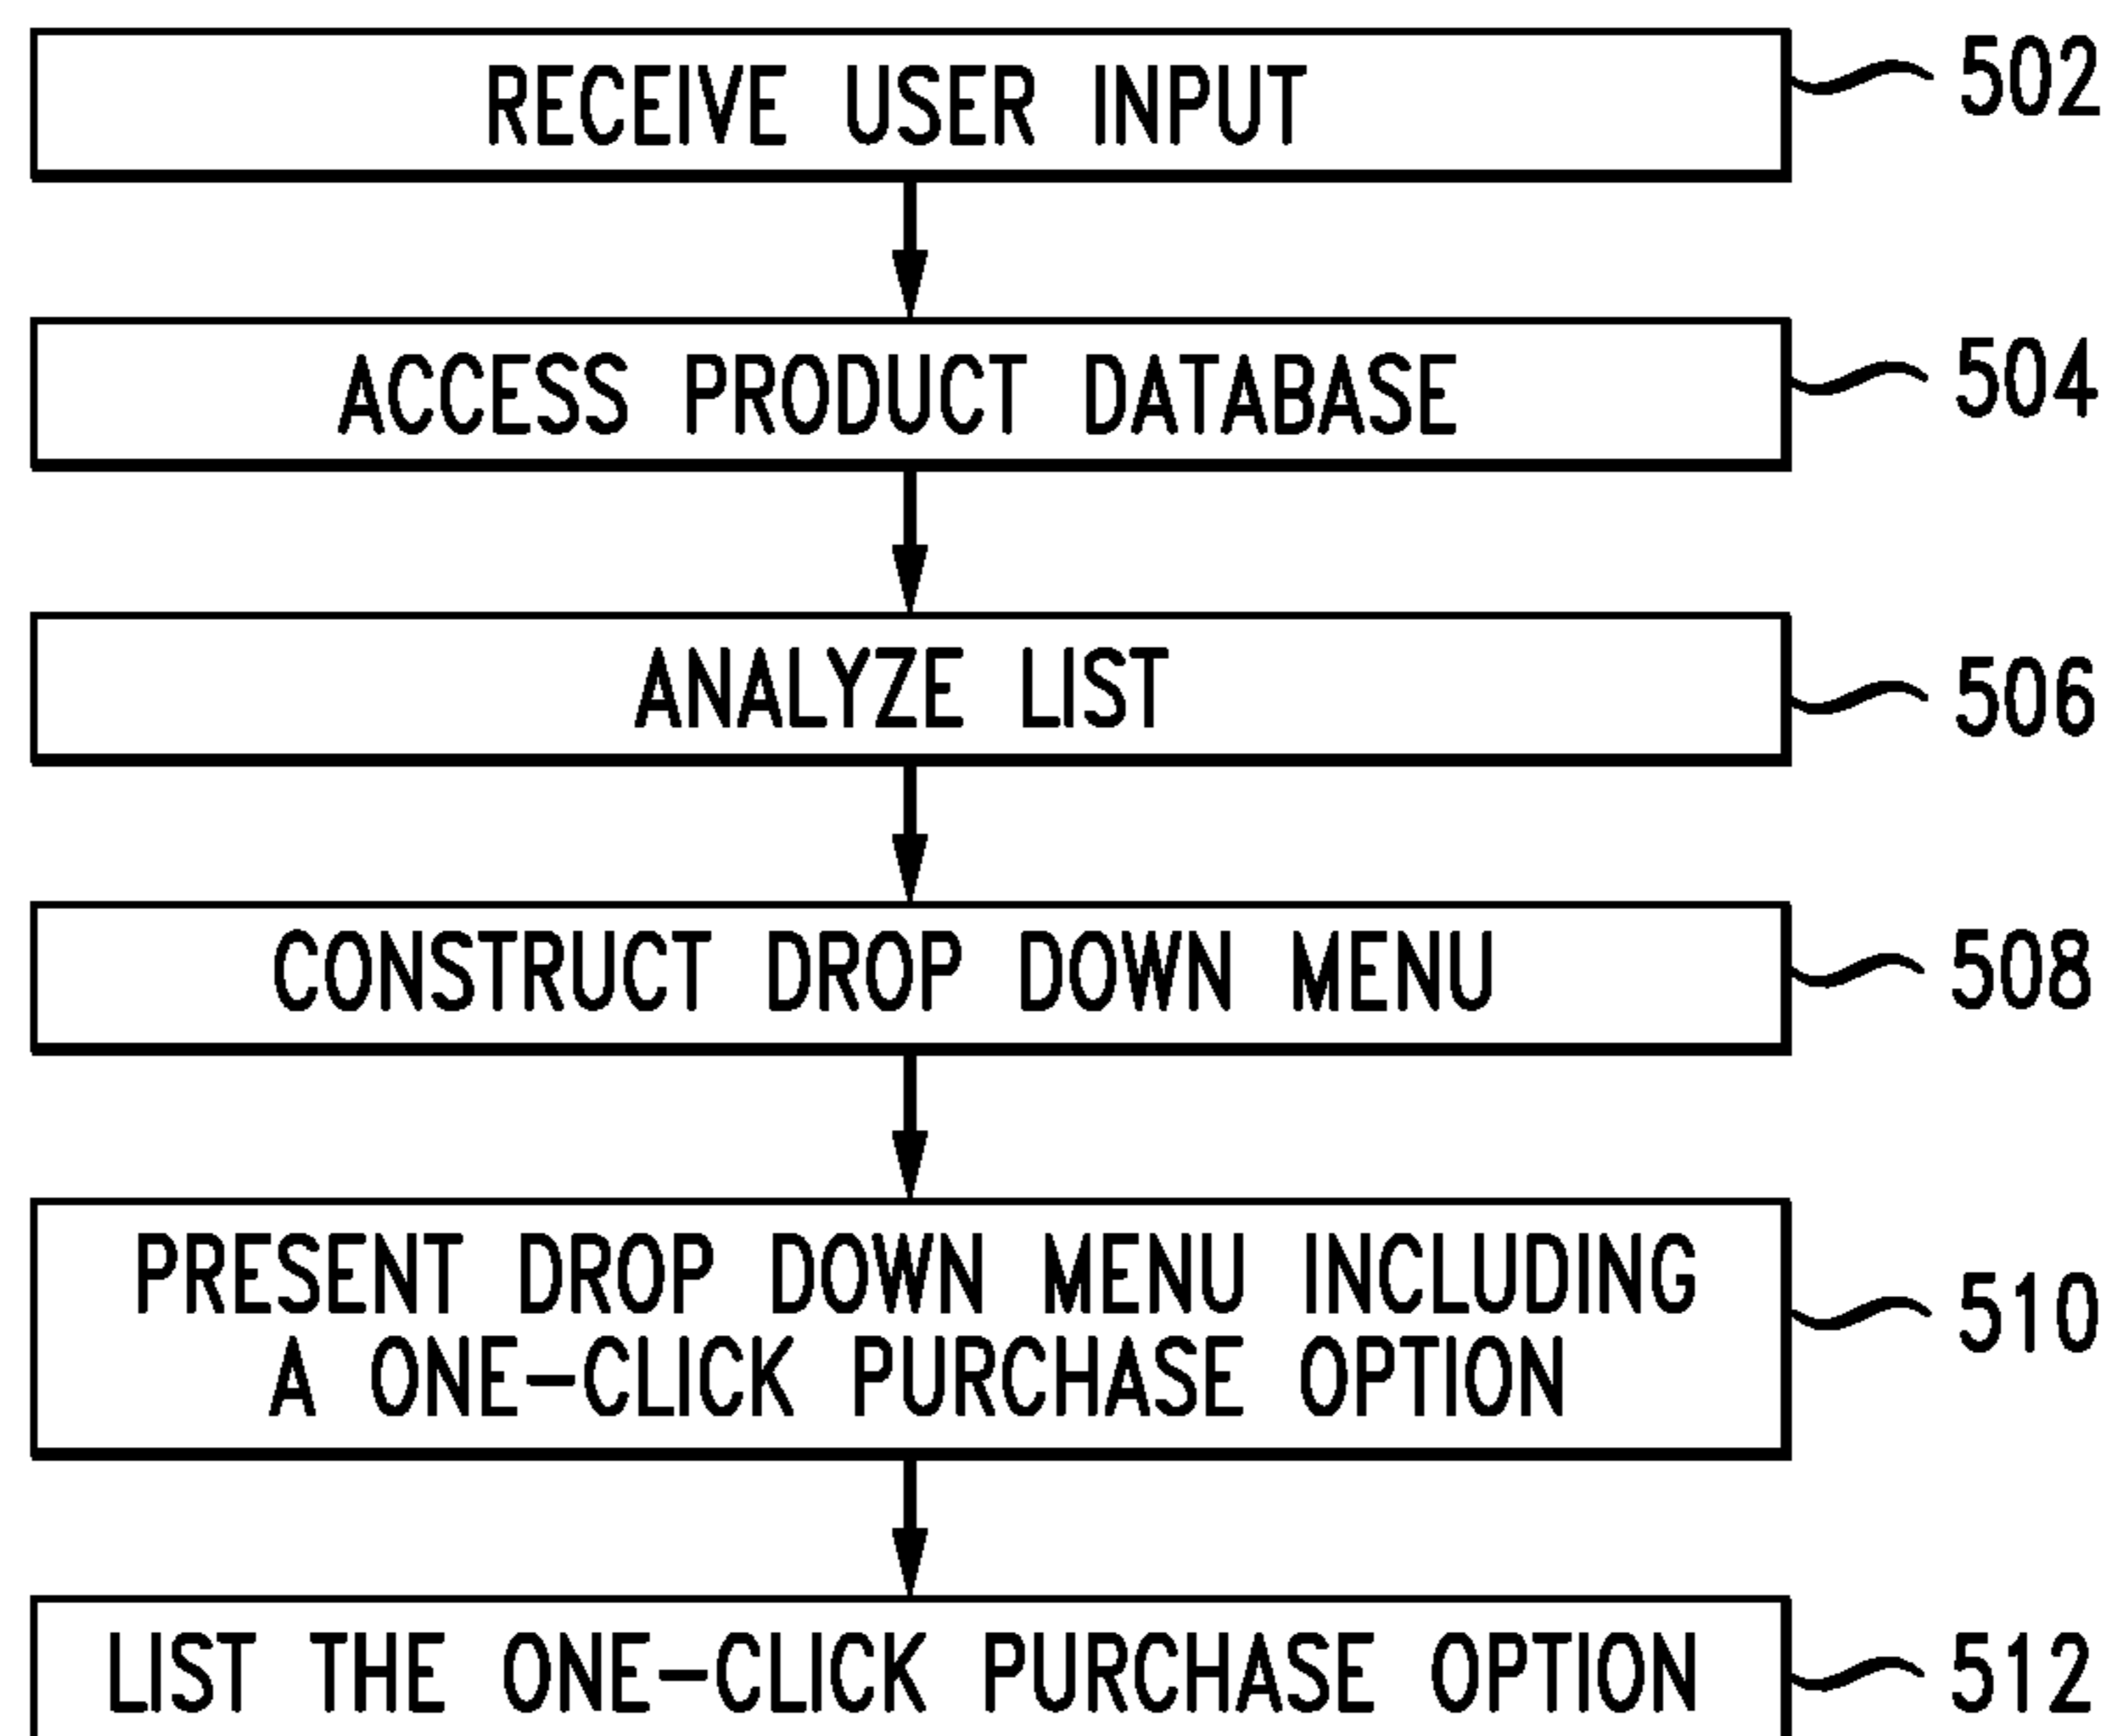 RECEIVE USER INPUT 502
ACCESS PRODUCT DATABASE 504
ANALYZE LIST 506
CONSTRUCT DROP DOWN MENU 508
PRESENT DROP DOWN MENU INCLUDING
A ONE-CLICK PURCHASE OPTION 510
LIST THE ONE-CLICK PURCHASE OPTION 512